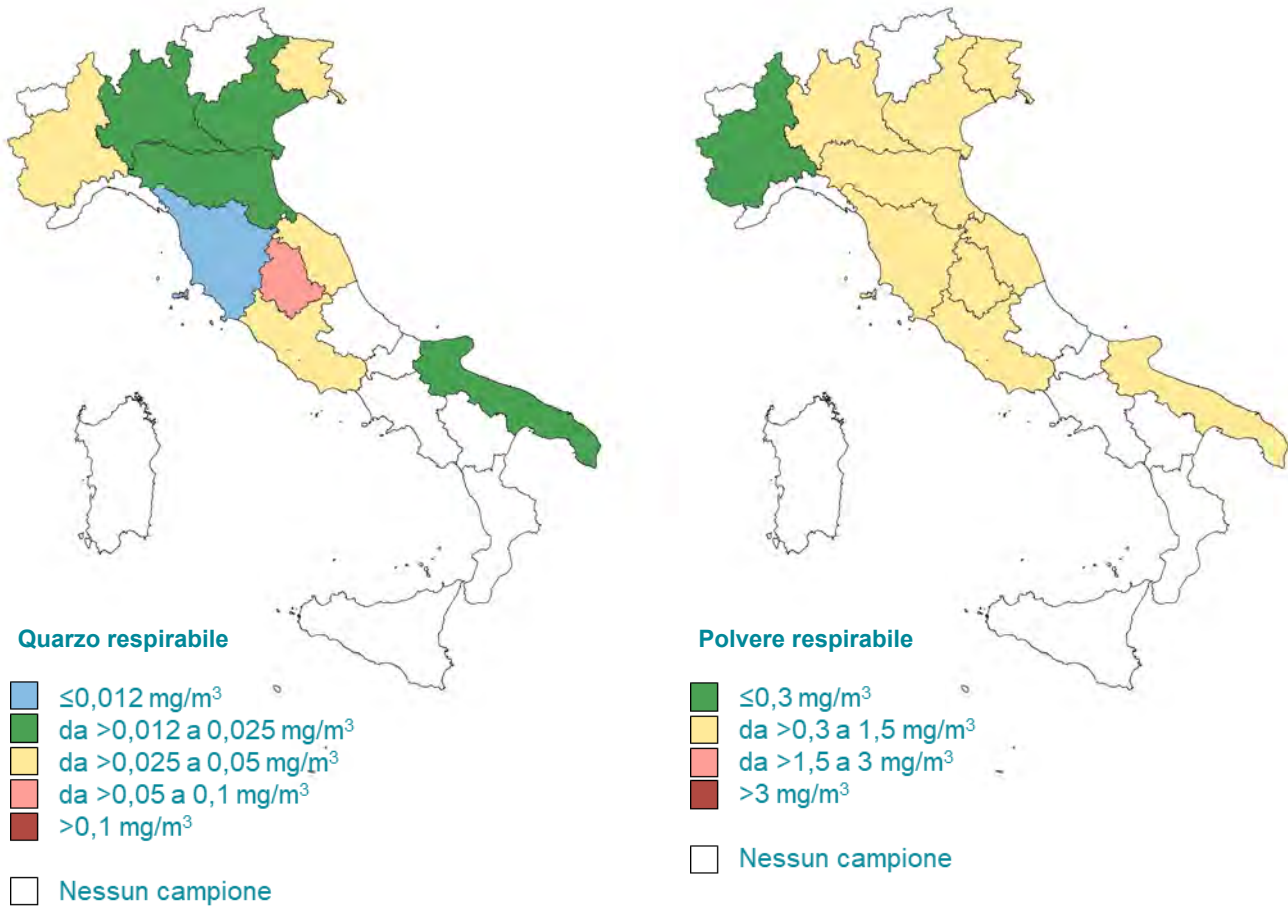 Quarzo respirabile
≤0,012 mg/m³
da >0,012 a 0,025 mg/m³
da >0,025 a 0,05 mg/m³
da >0,05 a 0,1 mg/m³
>0,1 mg/m³
Nessun campione
Polvere respirabile
≤0,3 mg/m³
da >0,3 a 1,5 mg/m³
da >1,5 a 3 mg/m³
>3 mg/m³
Nessun campione